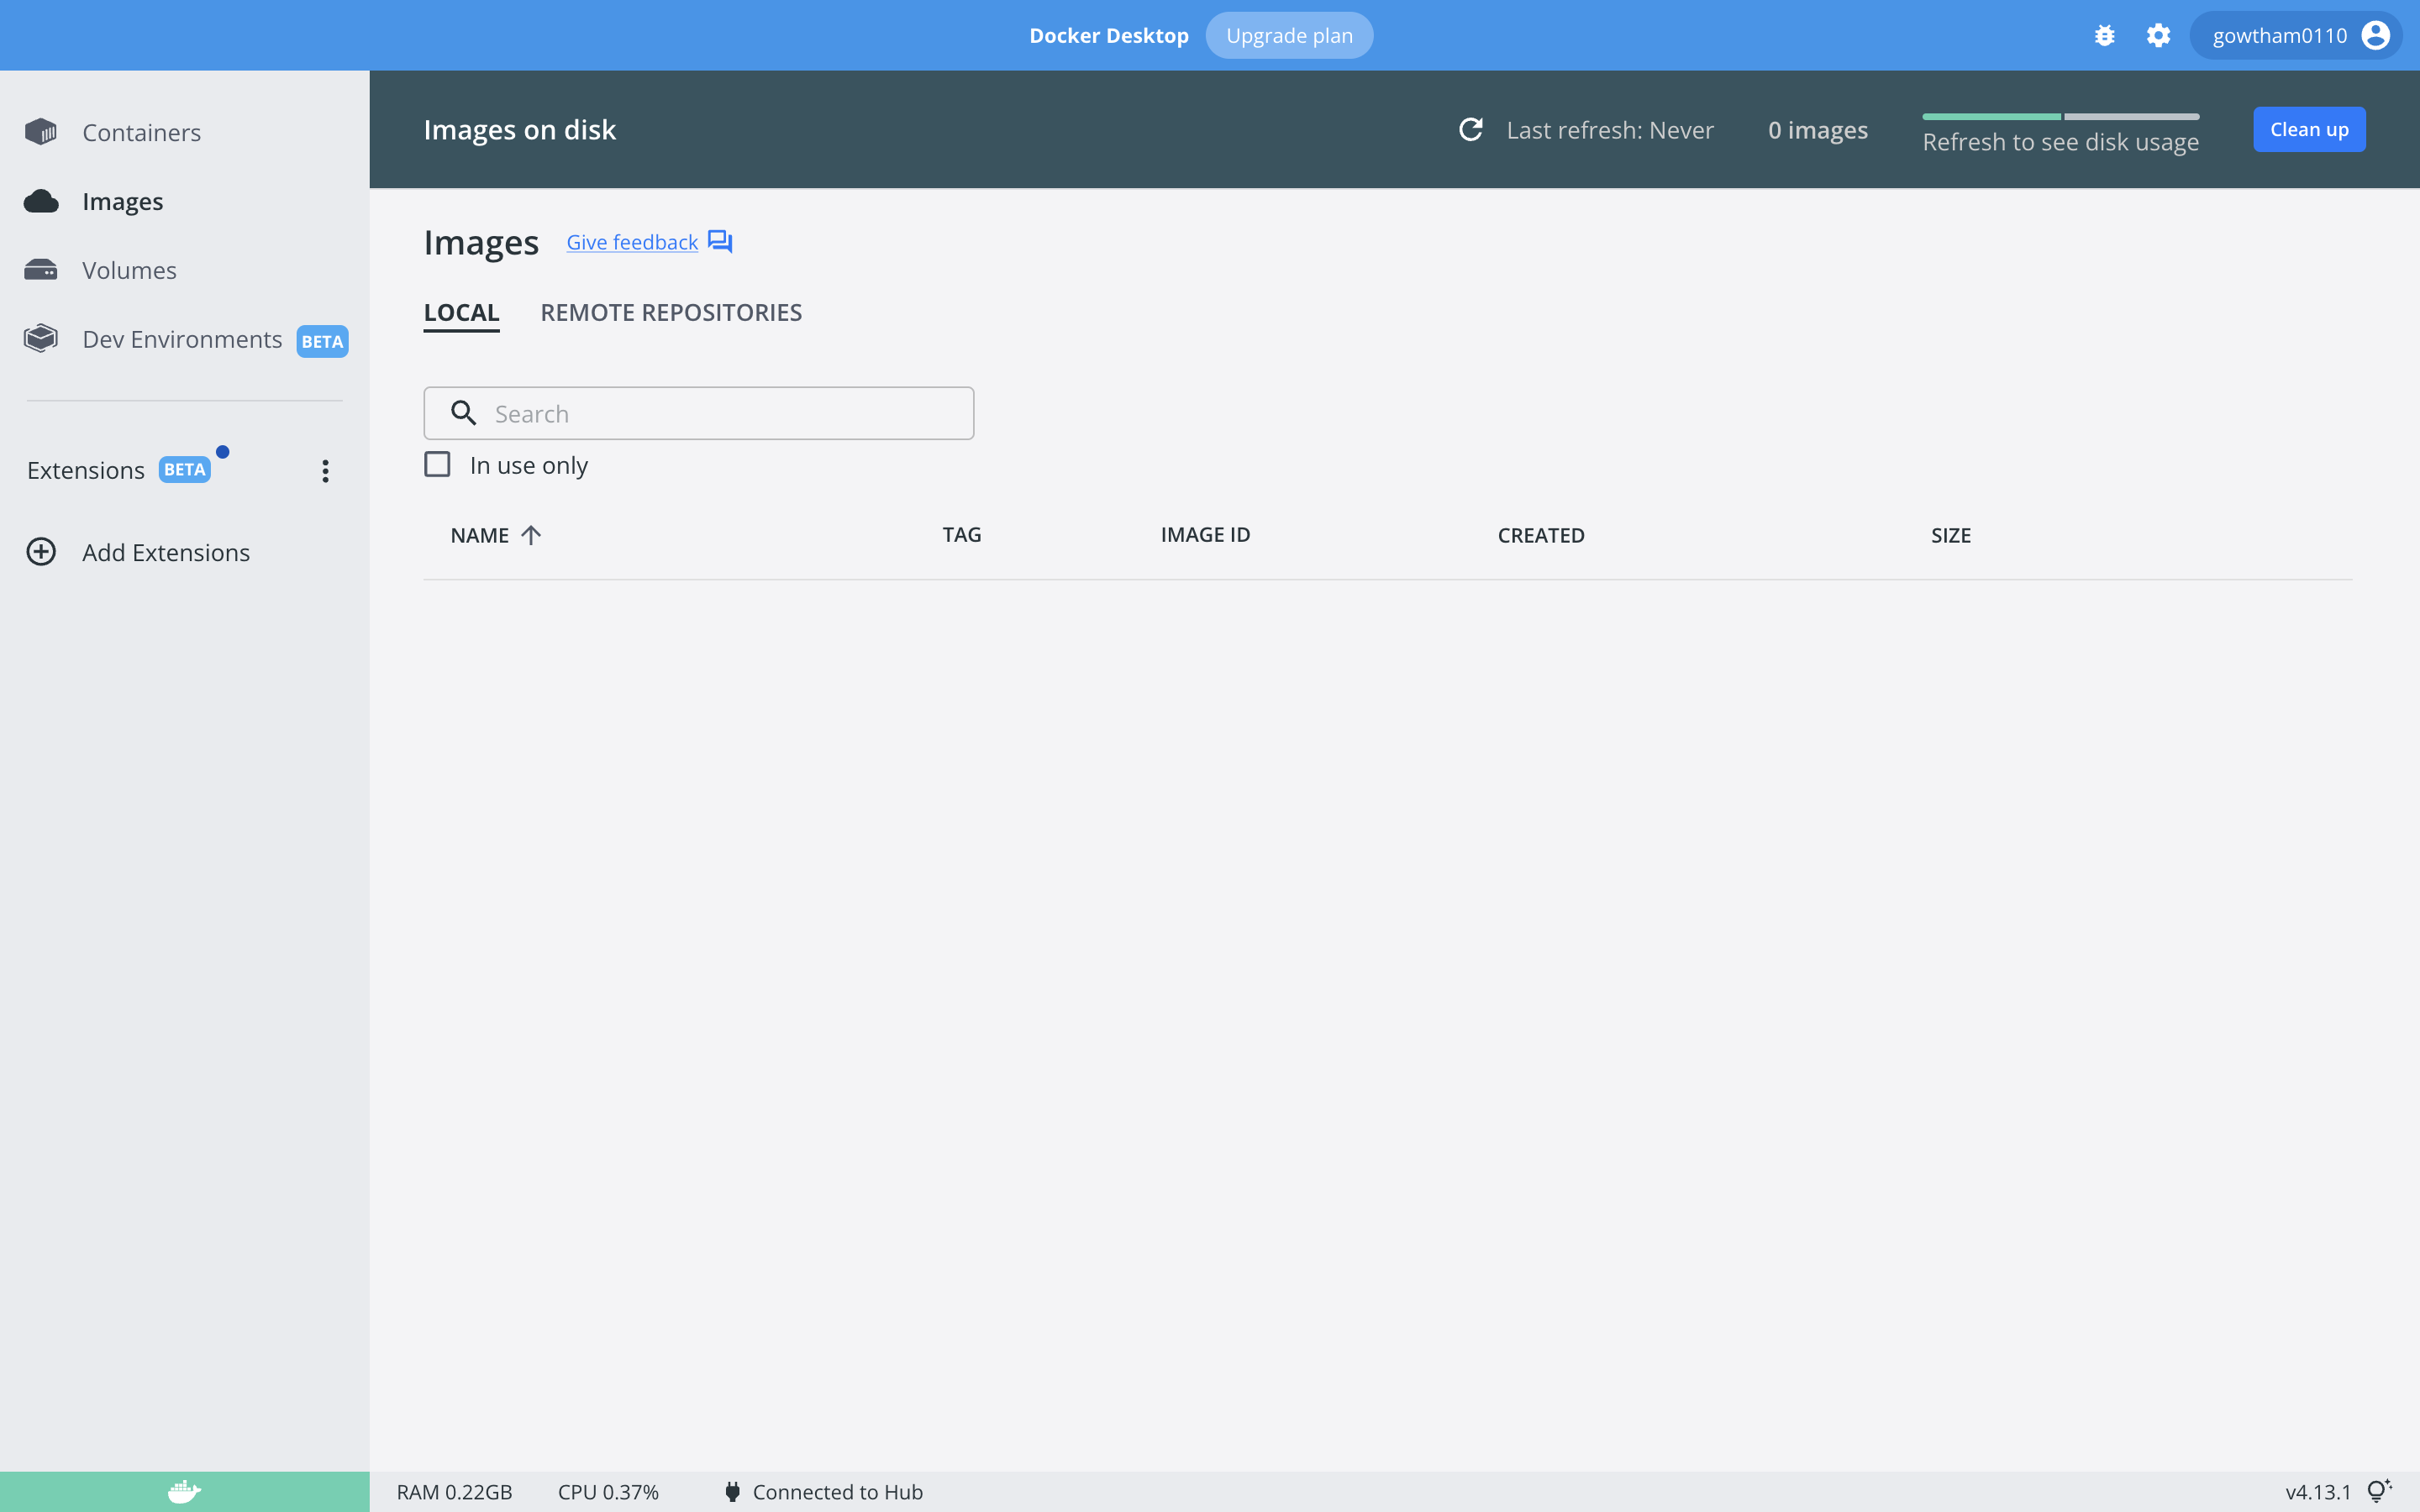 Docker Desktop Upgrade plan gowtham0110
Containers
Images
Volumes
Dev Environments BETA
Extensions BETA
Add Extensions
Images on disk Last refresh: Never 0 images Refresh to see disk usage Clean up
Images Give feedback
LOCAL REMOTE REPOSITORIES
Search
In use only
NAME TAG IMAGE ID CREATED SIZE
RAM 0.22GB CPU 0.37% Connected to Hub v4.13.1